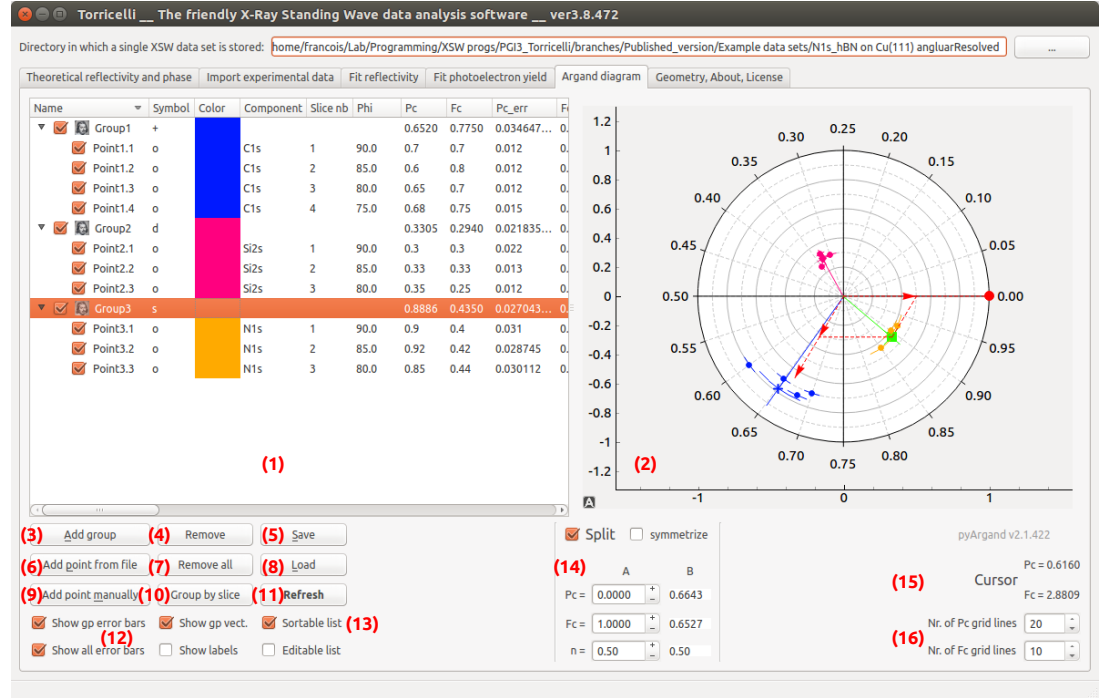 Torricelli __ The friendly X-Ray Standing Wave data analysis software __ ver3.8.472
Directory in which a single XSW data set is stored: home/francois/Lab/Programming/XSW progs/PGI3_Torricelli/branches/Published_version/Example data sets/N1s_hBN on Cu(111) angluarResolved ...
Theoretical reflectivity and phase Import experimental data Fit reflectivity Fit photoelectron yield Argand diagram Geometry, About, License
Name Symbol Color Component Slice nb Phi Pc Fc Pc_err
Group1 + 0.6520 0.7750 0.034647... 0.
Point1.1 o C1s 1 90.0 0.7 0.7 0.012 0.
Point1.2 o C1s 2 85.0 0.6 0.8 0.012 0.
Point1.3 o C1s 3 80.0 0.65 0.7 0.012 0.
Point1.4 o C1s 4 75.0 0.68 0.75 0.015 0.
Group2 d 0.3305 0.2940 0.021835... 0.
Point2.1 o Si2s 1 90.0 0.3 0.3 0.022 0.
Point2.2 o Si2s 2 85.0 0.33 0.33 0.013 0.
Point2.3 o Si2s 3 80.0 0.35 0.25 0.012 0.
Group3 s 0.8886 0.4350 0.027043... 0.
Point3.1 o N1s 1 90.0 0.9 0.4 0.031 0.
Point3.2 o N1s 2 85.0 0.92 0.42 0.028745 0.
Point3.3 o N1s 3 80.0 0.85 0.44 0.030112 0.
(1)
1.2
1
0.8
0.6
0.4
0.2
0
-0.2
-0.4
-0.6
-0.8
-1
-1.2
-1 0 1
0.00
0.05
0.10
0.15
0.20
0.25
0.30
0.35
0.40
0.45
0.50
0.55
0.60
0.65
0.70
0.75
0.80
0.85
0.90
0.95
(2)
A
(3) Add group (4) Remove (5) Save
(6) Add point from file (7) Remove all (8) Load
(9) Add point manually (10) Group by slice (11) Refresh
Show gp error bars Show gp vect. Sortable list (13)
(12)
Show all error bars Show labels Editable list
Split symmetrize
(14) A B
Pc = 0.0000 0.6643
Fc = 1.0000 0.6527
n = 0.50 0.50
pyArgand v2.1.422
Pc = 0.6160
(15) Cursor
Fc = 2.8809
Nr. of Pc grid lines 20
(16)
Nr. of Fc grid lines 10